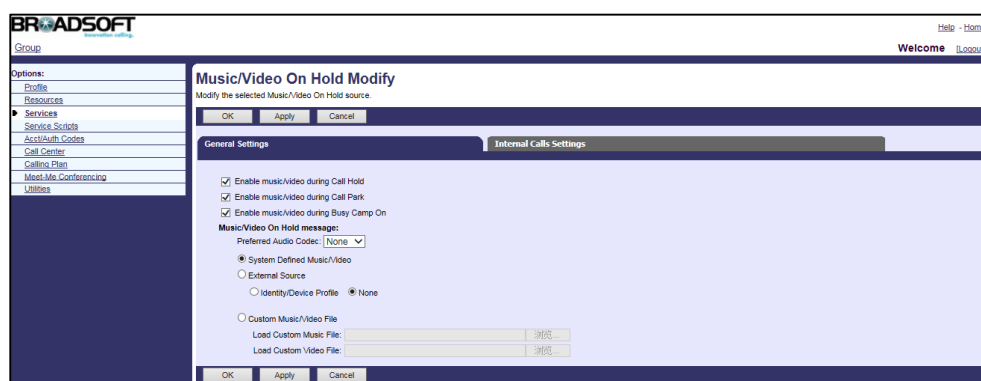 BROADSOFT
innovation calling.
Help - Hom
Group
Welcome [Logou
Options:
Profile
Resources
Services
Service Scripts
Acct/Auth Codes
Call Center
Calling Plan
Meet-Me Conferencing
Utilities
Music/Video On Hold Modify
Modify the selected Music/Video On Hold source.
OK Apply Cancel
General Settings Internal Calls Settings
Enable music/video during Call Hold
Enable music/video during Call Park
Enable music/video during Busy Camp On
Music/Video On Hold message:
Preferred Audio Codec: None
System Defined Music/Video
External Source
Identity/Device Profile None
Custom Music/Video File
Load Custom Music File: 浏览...
Load Custom Video File: 浏览...
OK Apply Cancel